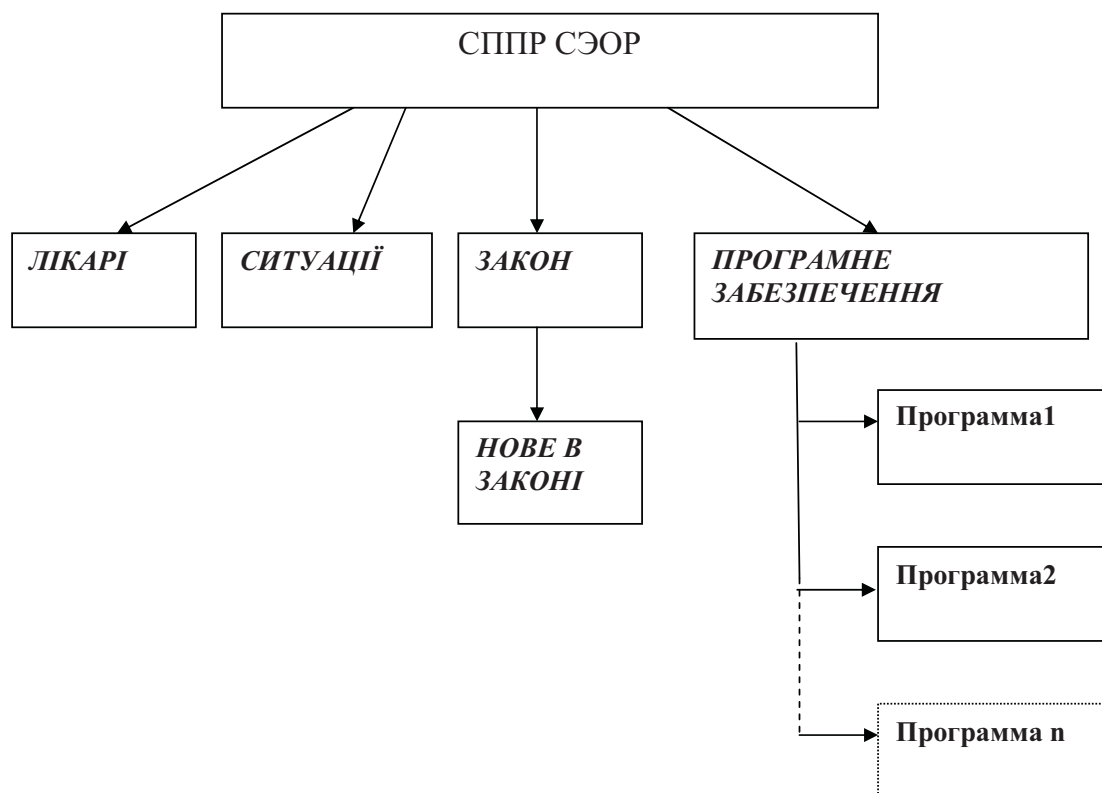 СППР СЭОР
ЛІКАРІ
СИТУАЦІЇ
ЗАКОН
ПРОГРАМНЕ
ЗАБЕЗПЕЧЕННЯ
НОВЕ В
ЗАКОНІ
Программа1
Программа2
Программа n